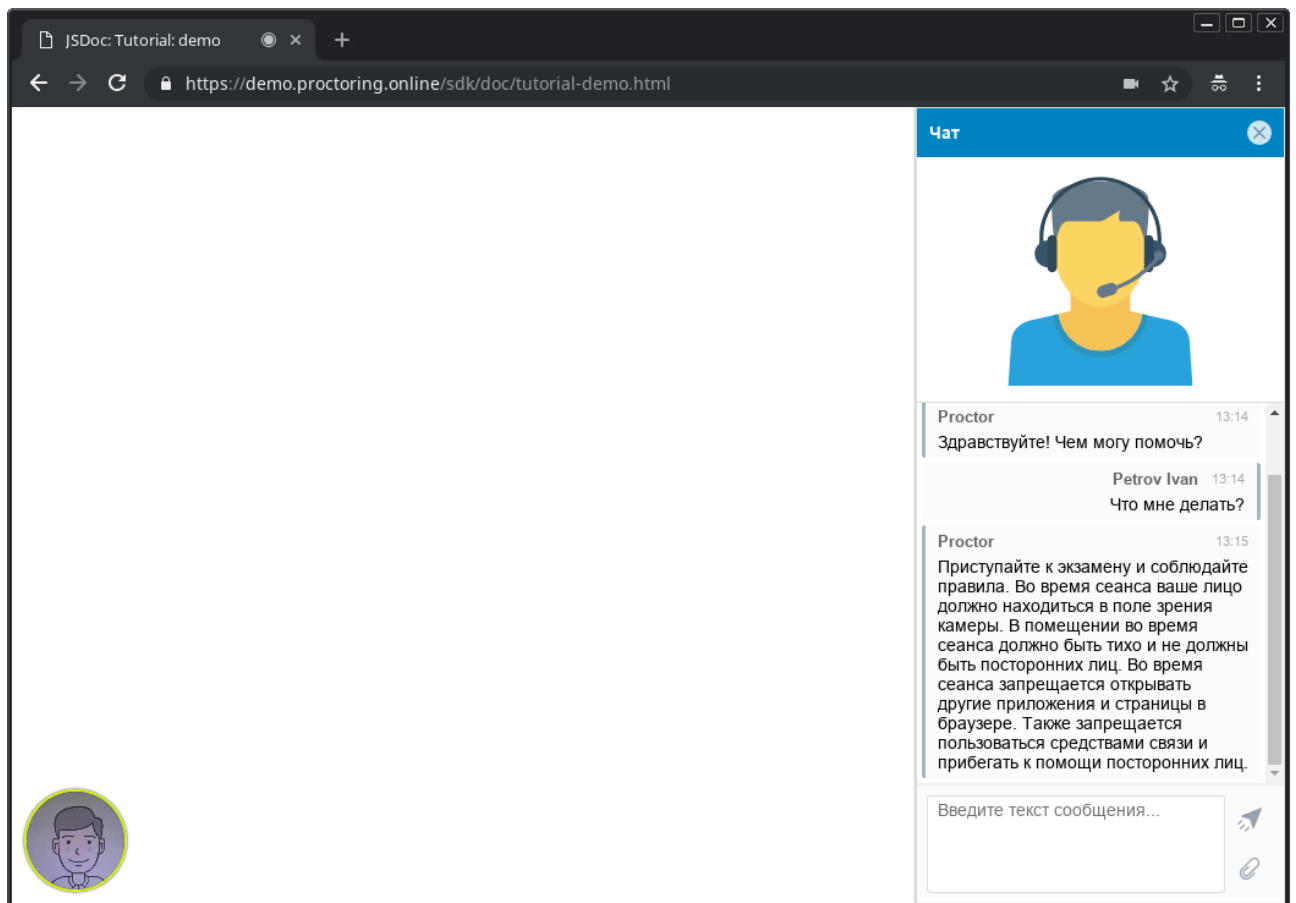 JSDoc: Tutorial: demo
https://demo.proctoring.online/sdk/doc/tutorial-demo.html
Чат
Proctor 13:14
Здравствуйте! Чем могу помочь?
Petrov Ivan 13:14
Что мне делать?
Proctor 13:15
Приступайте к экзамену и соблюдайте
правила. Во время сеанса ваше лицо
должно находиться в поле зрения
камеры. В помещении во время
сеанса должно быть тихо и не должны
быть посторонних лиц. Во время
сеанса запрещается открывать
другие приложения и страницы в
браузере. Также запрещается
пользоваться средствами связи и
прибегать к помощи посторонних лиц.
Введите текст сообщения...